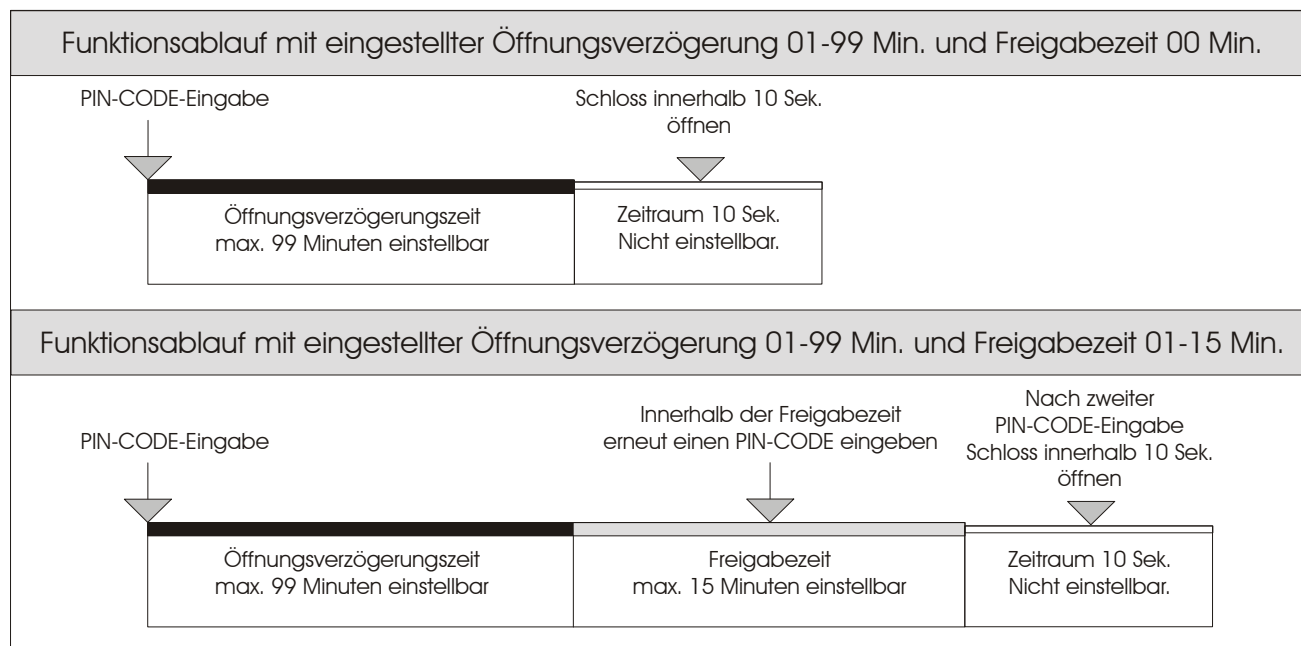 Funktionsablauf mit eingestellter Öffnungsverzögerung 01-99 Min. und Freigabezeit 00 Min.
PIN-CODE-Eingabe
Schloss innerhalb 10 Sek.
öffnen
Öffnungsverzögerungszeit
max. 99 Minuten einstellbar
Zeitraum 10 Sek.
Nicht einstellbar.
Funktionsablauf mit eingestellter Öffnungsverzögerung 01-99 Min. und Freigabezeit 01-15 Min.
PIN-CODE-Eingabe
Innerhalb der Freigabezeit
erneut einen PIN-CODE eingeben
Nach zweiter
PIN-CODE-Eingabe
Schloss innerhalb 10 Sek.
öffnen
Öffnungsverzögerungszeit
max. 99 Minuten einstellbar
Freigabezeit
max. 15 Minuten einstellbar
Zeitraum 10 Sek.
Nicht einstellbar.